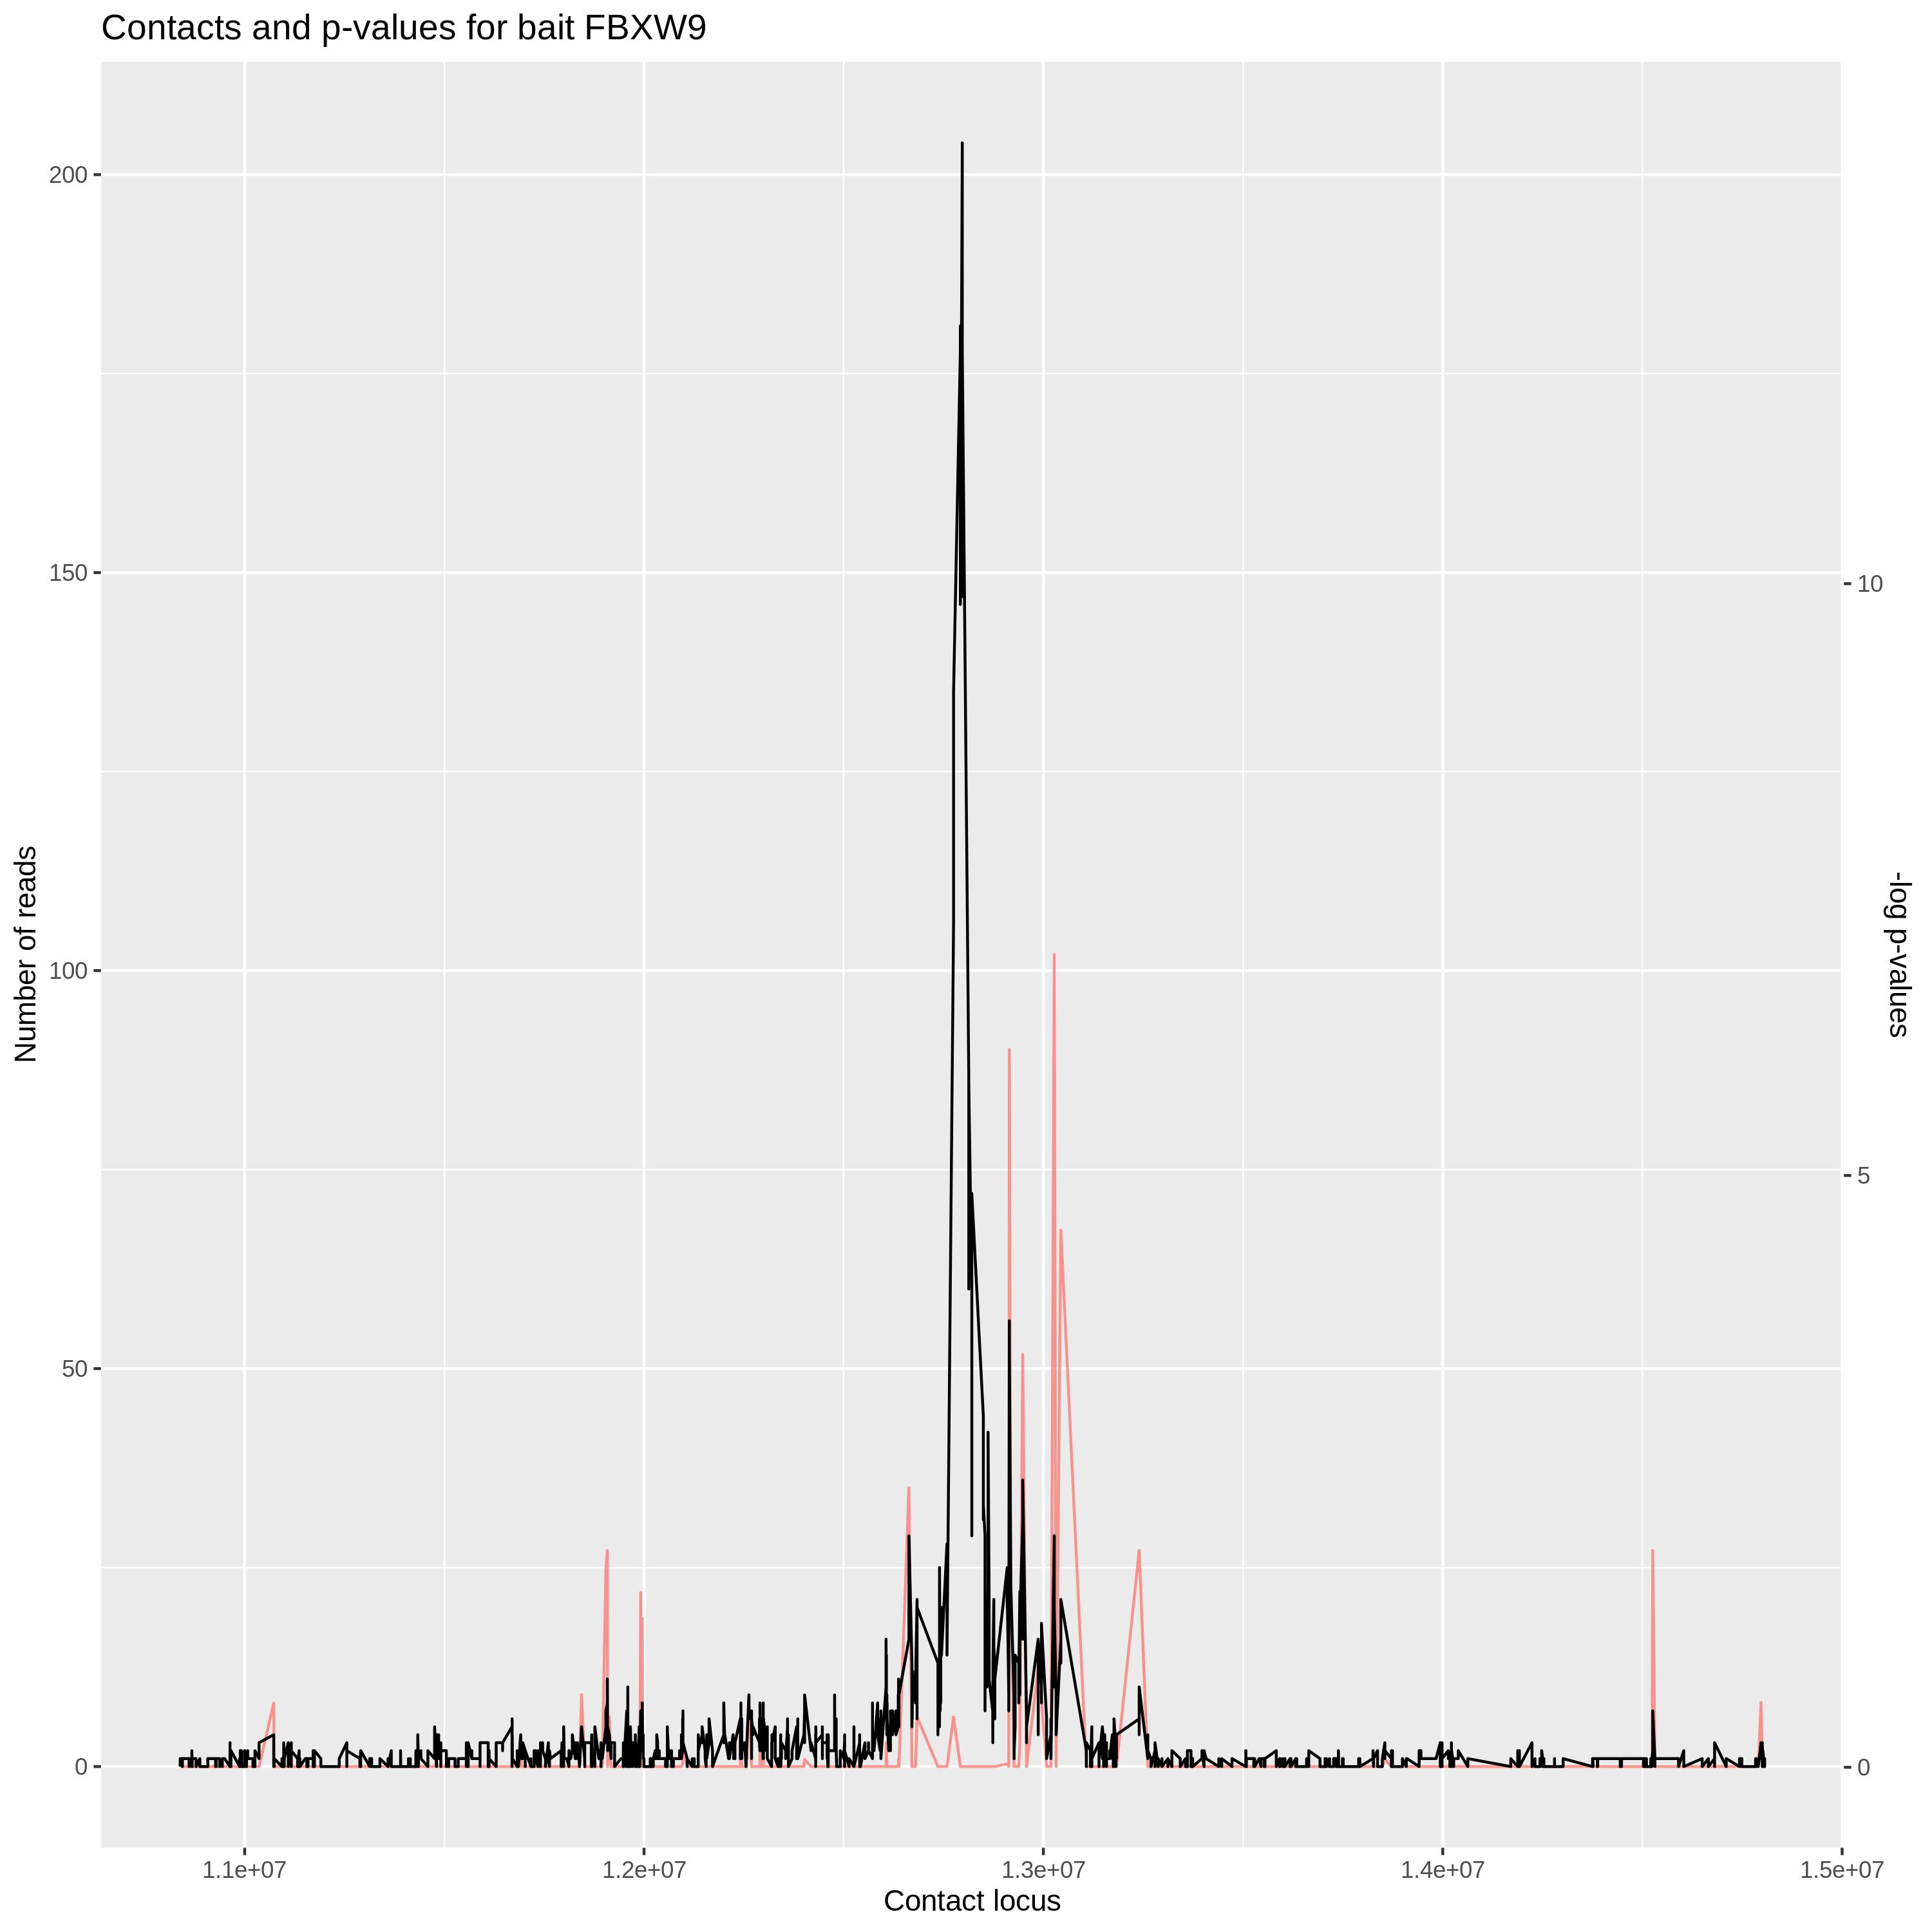 Contacts and p-values for bait FBXW9
200
150
100
50
0
Number of reads
10
5
0
-log p-values
1.1e+07
1.2e+07
1.3e+07
1.4e+07
1.5e+07
Contact locus